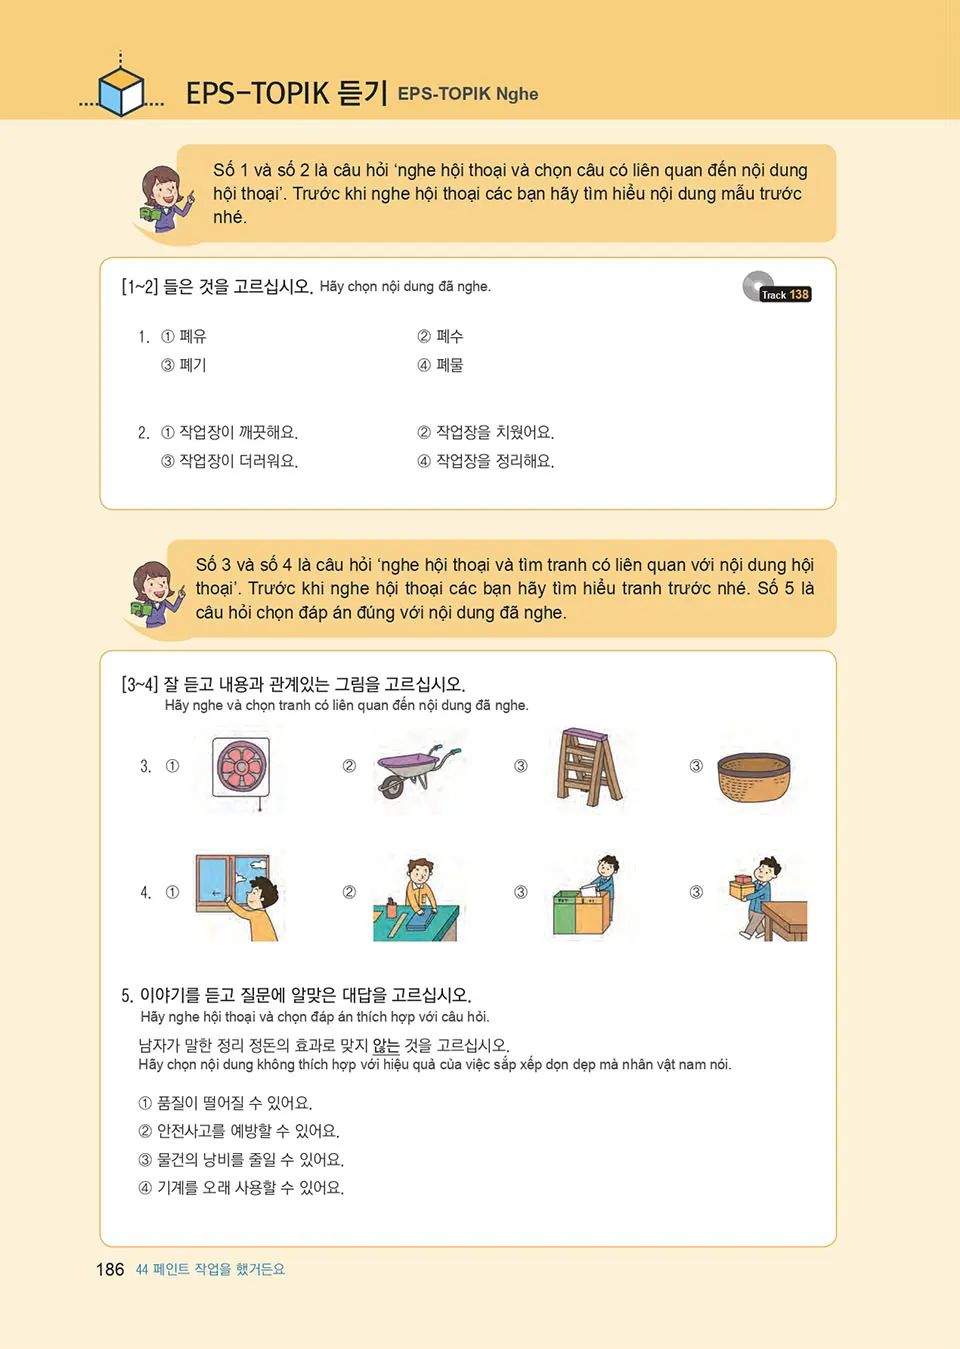 EPS-TOPIK 듣기 EPS-TOPIK Nghe
Số 1 và số 2 là câu hỏi ‘nghe hội thoại và chọn câu có liên quan đến nội dung
hội thoại’. Trước khi nghe hội thoại các bạn hãy tìm hiểu nội dung mẫu trước
nhé.
[1~2] 들은 것을 고르십시오. Hãy chọn nội dung đã nghe.
Track 138
1. ① 폐유 ② 폐수
③ 폐기 ④ 폐물
2. ① 작업장이 깨끗해요. ② 작업장을 치웠어요.
③ 작업장이 더러워요. ④ 작업장을 정리해요.
Số 3 và số 4 là câu hỏi ‘nghe hội thoại và tìm tranh có liên quan với nội dung hội
thoại’. Trước khi nghe hội thoại các bạn hãy tìm hiểu tranh trước nhé. Số 5 là
câu hỏi chọn đáp án đúng với nội dung đã nghe.
[3~4] 잘 듣고 내용과 관계있는 그림을 고르십시오.
Hãy nghe và chọn tranh có liên quan đến nội dung đã nghe.
3. ① ② ③ ③
4. ① ② ③ ③
5. 이야기를 듣고 질문에 알맞은 대답을 고르십시오.
Hãy nghe hội thoại và chọn đáp án thích hợp với câu hỏi.
남자가 말한 정리 정돈의 효과로 맞지 않는 것을 고르십시오.
Hãy chọn nội dung không thích hợp với hiệu quả của việc sắp xếp dọn dẹp mà nhân vật nam nói.
① 품질이 떨어질 수 있어요.
② 안전사고를 예방할 수 있어요.
③ 물건의 낭비를 줄일 수 있어요.
④ 기계를 오래 사용할 수 있어요.
186 44 페인트 작업을 했거든요